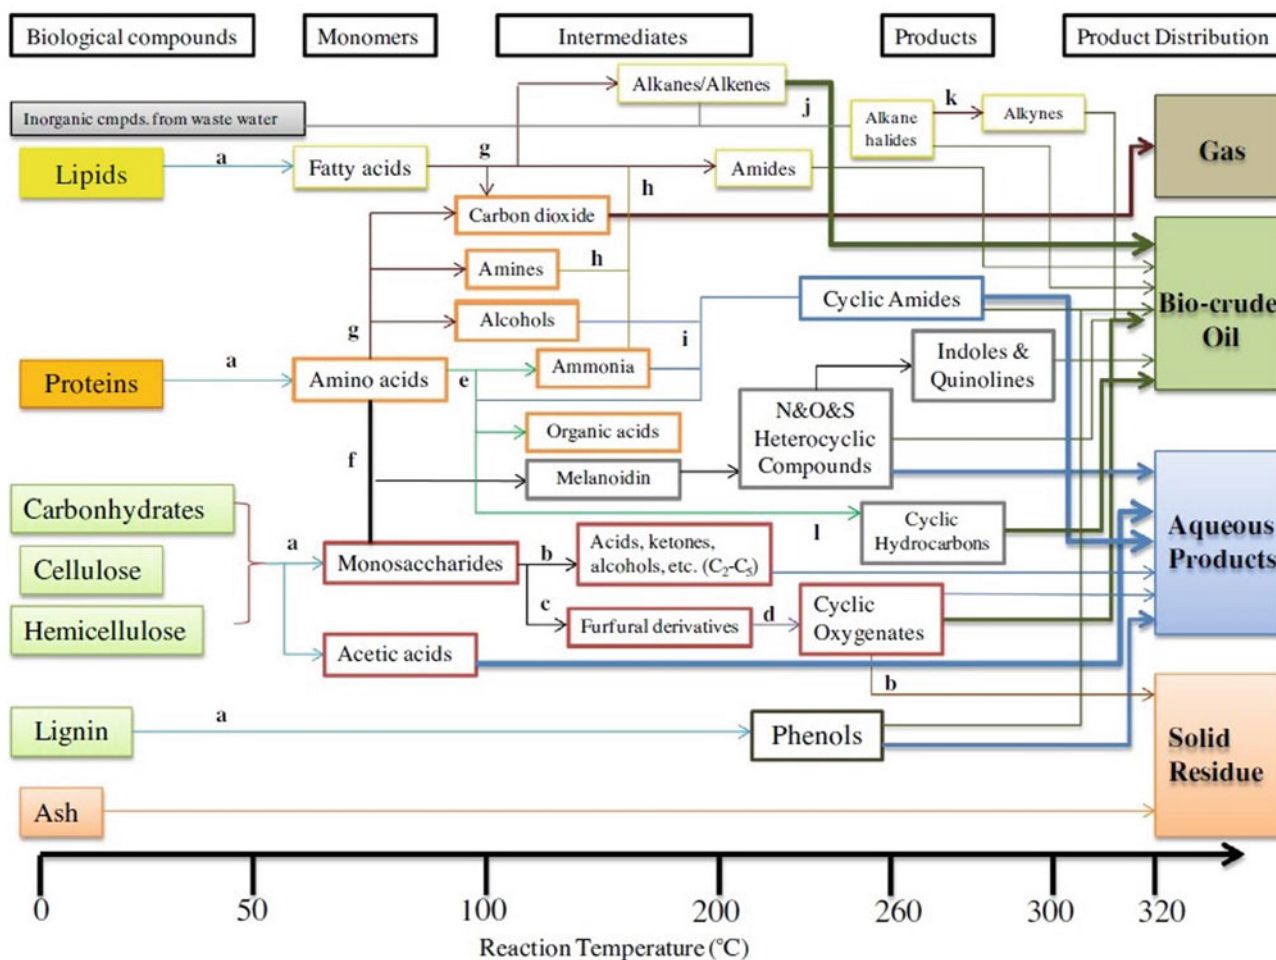 Biological compounds
Monomers
Intermediates
Products
Product Distribution
Alkanes/Alkenes
j
k
Inorganic cmpds. from waste water
Alkane
halides
Alkynes
Gas
Lipids
a
Fatty acids
g
Amides
h
Carbon dioxide
Amines
h
Alcohols
g
i
Cyclic Amides
Bio-crude
Oil
Proteins
a
Amino acids
e
Ammonia
Indoles &
Quinolines
Organic acids
N&O&S
Heterocyclic
Compounds
f
Melanoidin
Carbonhydrates
Cellulose
Hemicellulose
a
Monosaccharides
b
Acids, ketones,
alcohols, etc. (C₂-C₅)
l
Cyclic
Hydrocarbons
Aqueous
Products
c
Furfural derivatives
d
Cyclic
Oxygenates
Acetic acids
b
Lignin
a
Phenols
Solid
Residue
Ash
0
50
100
200
260
300
320
Reaction Temperature (°C)